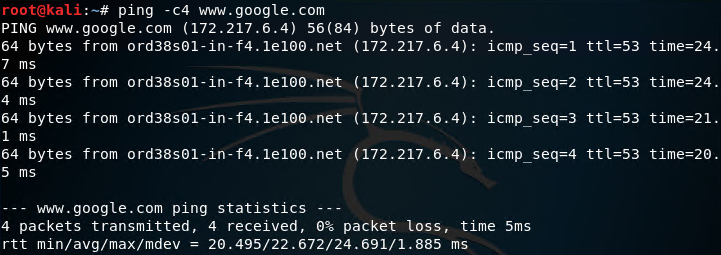 root@kali:~# ping -c4 www.google.com
PING www.google.com (172.217.6.4) 56(84) bytes of data.
64 bytes from ord38s01-in-f4.1e100.net (172.217.6.4): icmp_seq=1 ttl=53 time=24.
7 ms
64 bytes from ord38s01-in-f4.1e100.net (172.217.6.4): icmp_seq=2 ttl=53 time=24.
4 ms
64 bytes from ord38s01-in-f4.1e100.net (172.217.6.4): icmp_seq=3 ttl=53 time=21.
1 ms
64 bytes from ord38s01-in-f4.1e100.net (172.217.6.4): icmp_seq=4 ttl=53 time=20.
5 ms
--- www.google.com ping statistics ---
4 packets transmitted, 4 received, 0% packet loss, time 5ms
rtt min/avg/max/mdev = 20.495/22.672/24.691/1.885 ms